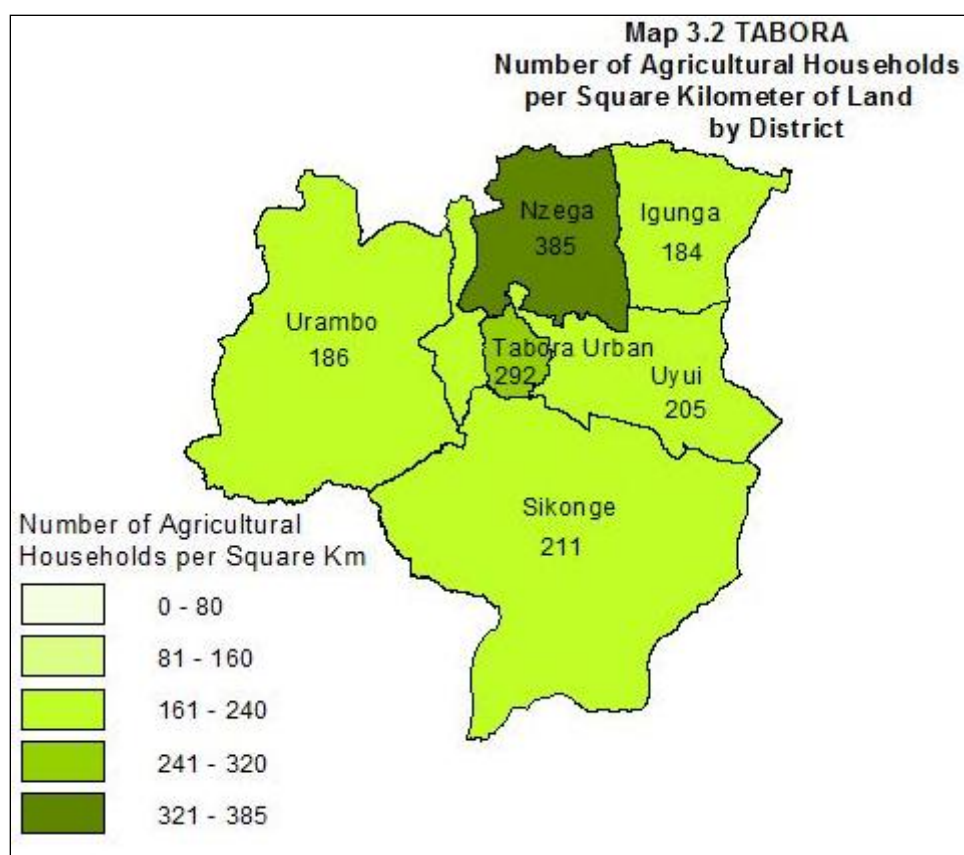 Map 3.2 TABORA
Number of Agricultural Households
per Square Kilometer of Land
by District
Nzega
385
Igunga
184
Urambo
186
Tabora Urban
292
Uyui
205
Sikonge
211
Number of Agricultural
Households per Square Km
0 - 80
81 - 160
161 - 240
241 - 320
321 - 385